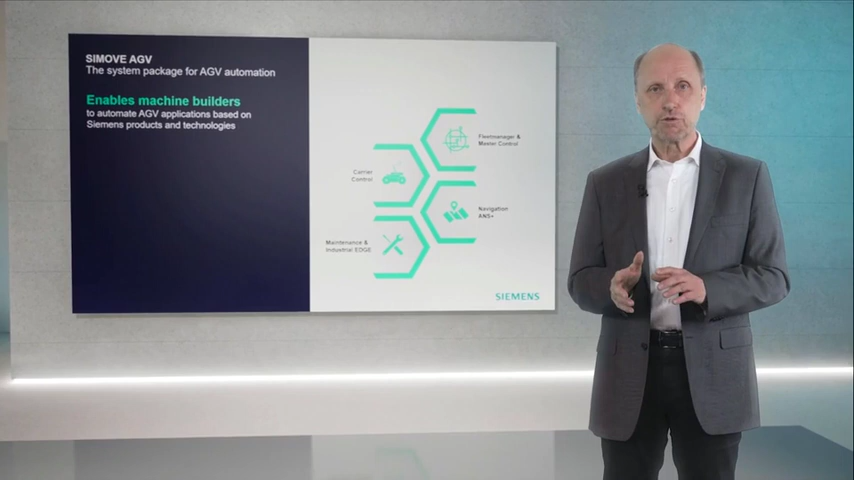 SIMOVE AGV
The system package for AGV automation
Enables machine builders
to automate AGV applications based on
Siemens products and technologies
Fleetmanager &
Master Control
Carrier
Control
Navigation
ANS+
Maintenance &
Industrial EDGE
SIEMENS